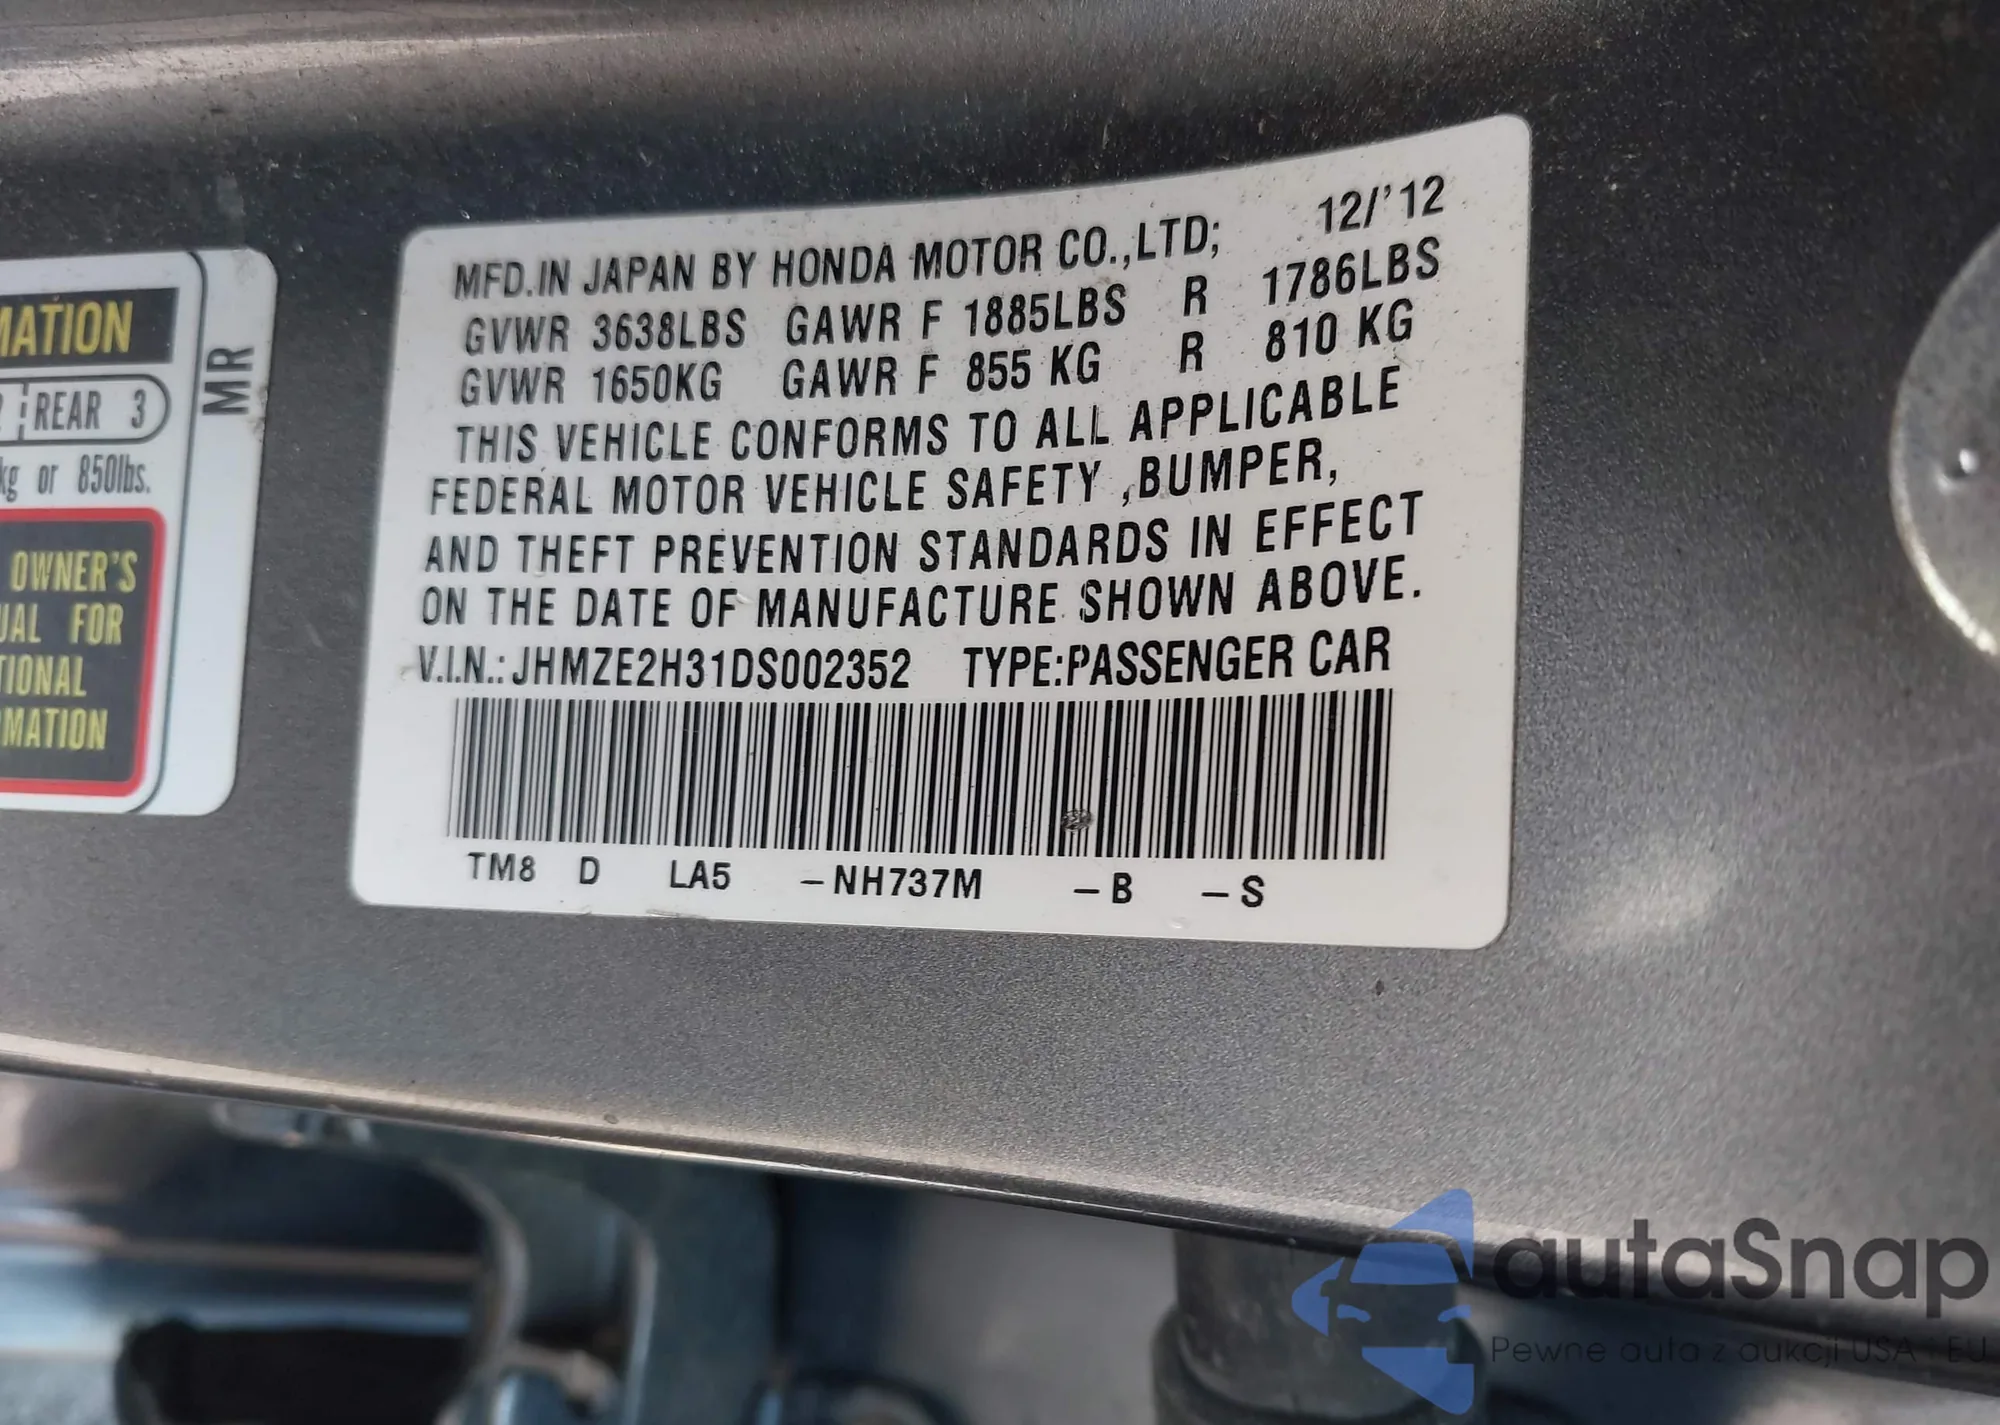 MATION
REAR 3
kg or 850lbs.
OWNER'S
UAL FOR
TIONAL
MATION
MR
MFD.IN JAPAN BY HONDA MOTOR CO.,LTD; 12/'12
GVWR 3638LBS GAWR F 1885LBS R 1786LBS
GVWR 1650KG GAWR F 855 KG R 810 KG
THIS VEHICLE CONFORMS TO ALL APPLICABLE
FEDERAL MOTOR VEHICLE SAFETY ,BUMPER,
AND THEFT PREVENTION STANDARDS IN EFFECT
ON THE DATE OF MANUFACTURE SHOWN ABOVE.
V.I.N.: JHMZE2H31DS002352 TYPE:PASSENGER CAR
TM8 D LA5 –NH737M –B –S
autaSnap
Pewne auta z aukcji USA i EU